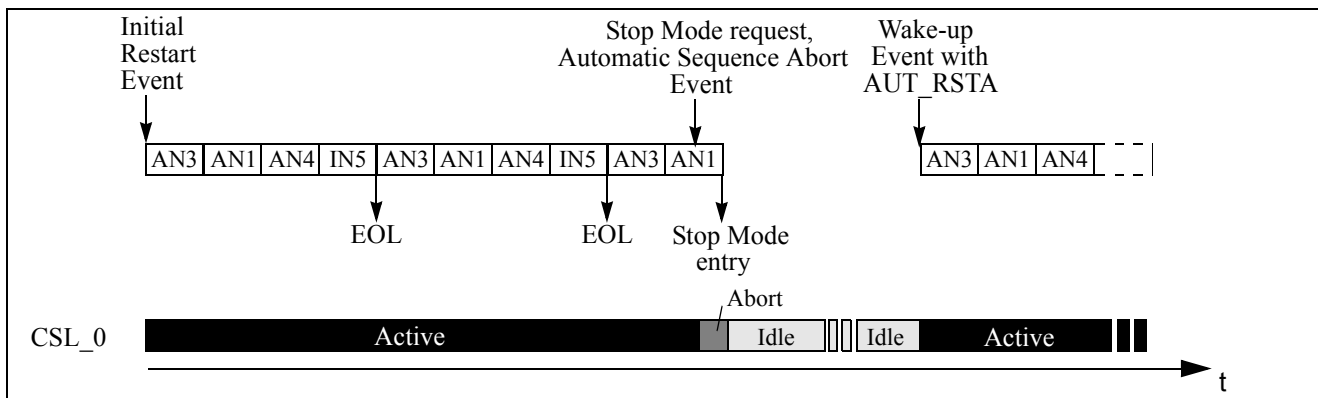 Initial
Restart
Event
Stop Mode request,
Automatic Sequence Abort
Event
Wake-up
Event with
AUT_RSTA
AN3 AN1 AN4 IN5 AN3 AN1 AN4 IN5 AN3 AN1
AN3 AN1 AN4
EOL
EOL
Stop Mode
entry
Abort
CSL_0
Active
Idle
Idle
Active
t